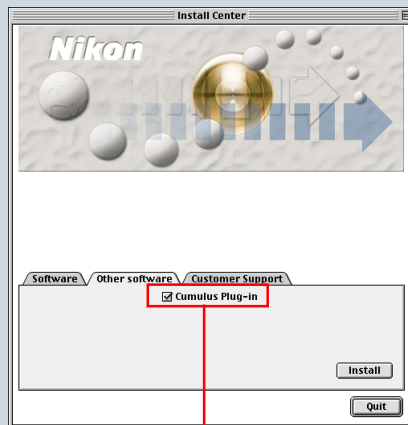 Install Center
Nikon
Software Other software Customer Support
Cumulus Plug-in
Install
Quit